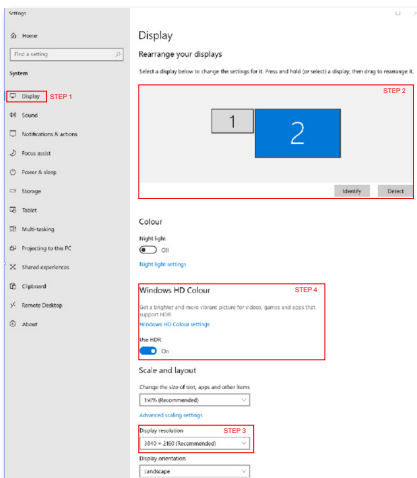 Settings
Home
Find a setting
System
Display
STEP 1
Sound
Notifications & actions
Focus assist
Power & sleep
Storage
Tablet
Multi-tasking
Projecting to this PC
Shared experiences
Clipboard
Remote Desktop
About
Display
Rearrange your displays
Select a display below to change the settings for it. Press and hold (or select) a display, then drag to rearrange it.
STEP 2
1
2
Identify
Detect
Colour
Night light
Off
Night light settings
Windows HD Colour
STEP 4
Get a brighter and more vibrant picture for videos, games and apps that
support HDR.
Windows HD Colour settings
Use HDR
On
Scale and layout
Change the size of text, apps and other items
150% (Recommended)
Advanced scaling settings
Display resolution
STEP 3
3840 × 2160 (Recommended)
Display orientation
Landscape